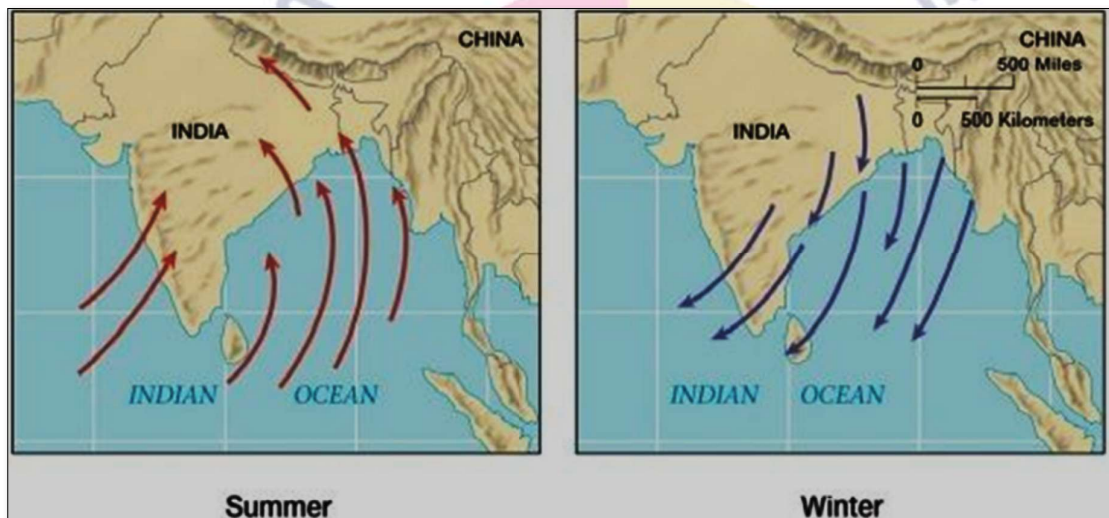 CHINA
INDIA
INDIAN OCEAN
Summer
CHINA
0 500 Miles
0 500 Kilometers
INDIA
INDIAN OCEAN
Winter